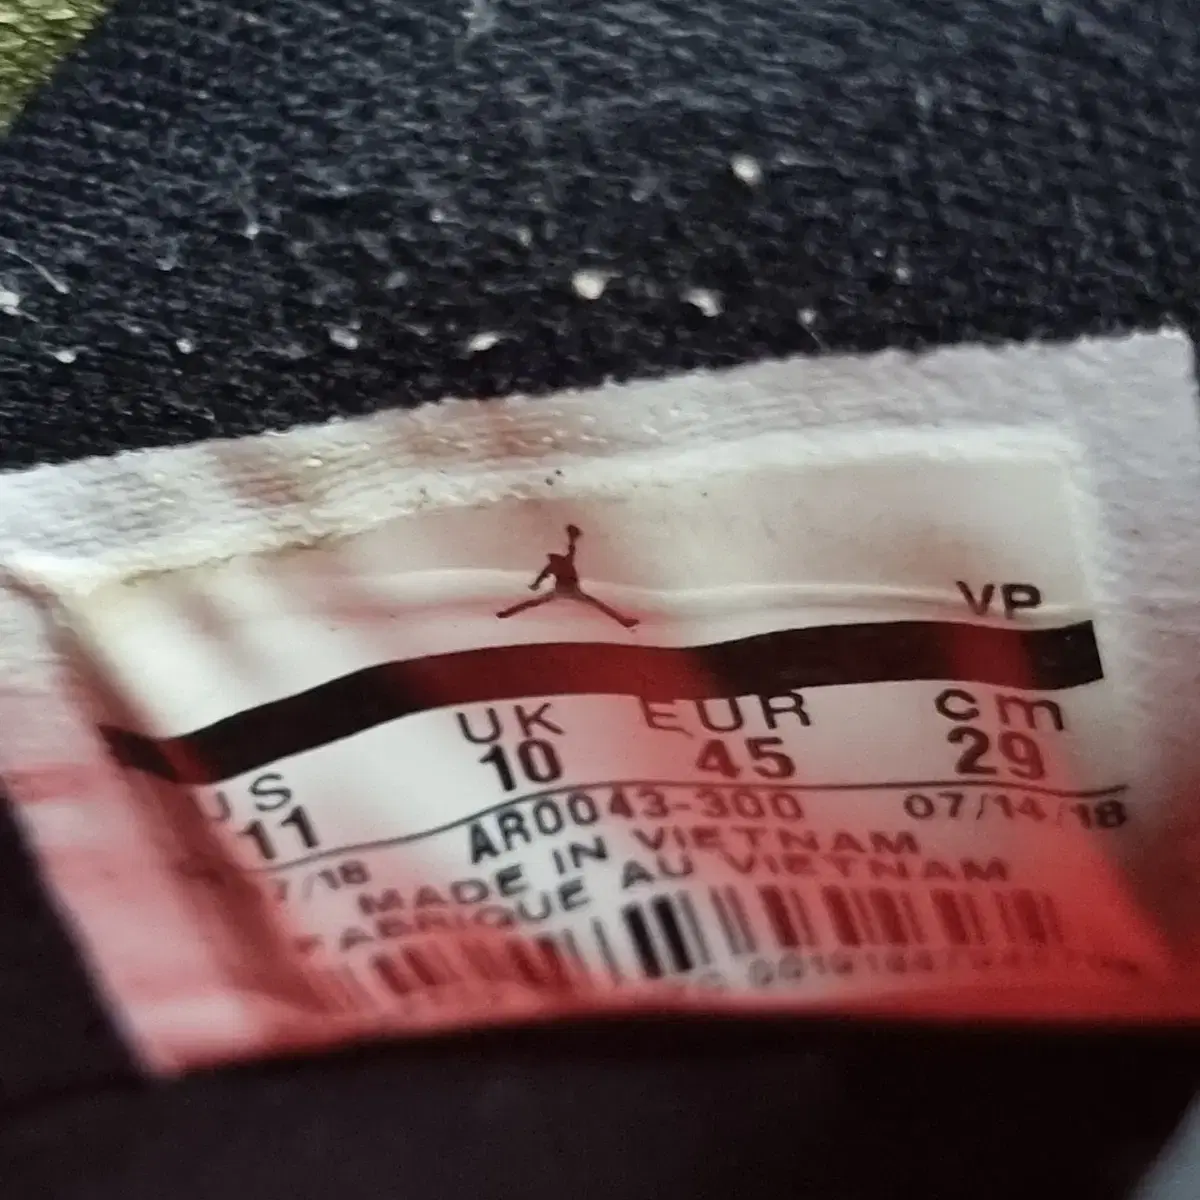 VP
US UK EUR cm
11 10 45 29
AR0043-300 07/14/18
/18
MADE IN VIETNAM
FABRIQUE AU VIETNAM